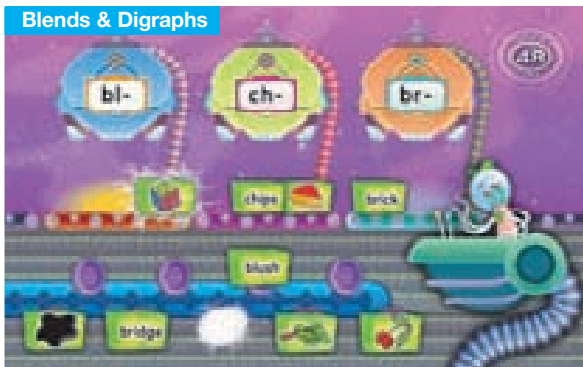 Blends & Digraphs
bl-
ch-
br-
chips
brick
blush
bridge